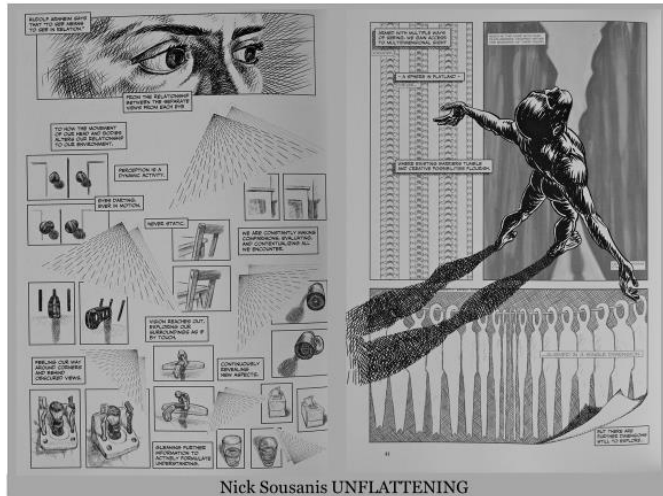 RUDOLF ARNHEIM SAYS
THAT "TO SEE MEANS
TO SEE IN RELATION."
FROM THE RELATIONSHIP
BETWEEN THE SEPARATE
VIEWS FROM EACH EYE
TO HOW THE MOVEMENT
OF OUR HEAD AND BODIES
ALTERS OUR RELATIONSHIP
TO OUR ENVIRONMENT.
PERCEPTION IS A
DYNAMIC ACTIVITY.
EYES DARTING,
EVER IN MOTION.
NEVER STATIC.
WE ARE CONSTANTLY MAKING
COMPARISONS, EVALUATING,
AND CONTEXTUALIZING ALL
WE ENCOUNTER.
VISION REACHES OUT,
EXPLORING OUR
SURROUNDINGS AS IF
BY TOUCH.
FEELING OUR WAY
AROUND CORNERS
AND BEHIND
OBSCURED VIEWS.
CONTINUOUSLY
REVEALING
NEW ASPECTS.
GLEANING FURTHER
INFORMATION TO
ACTIVELY FORMULATE
UNDERSTANDING.
ARMED WITH MULTIPLE WAYS
OF SEEING, WE GAIN ACCESS
TO MULTIDIMENSIONAL SIGHT
- A SPHERE IN FLATLAND -
WHERE EXISTING BARRIERS TUMBLE
AND CREATIVE POSSIBILITIES FLOURISH.
A SINGLE DIMENSION
BUT THERE ARE
FURTHER DIMENSIONS
STILL TO EXPLORE...
41
Nick Sousanis UNFLATTENING